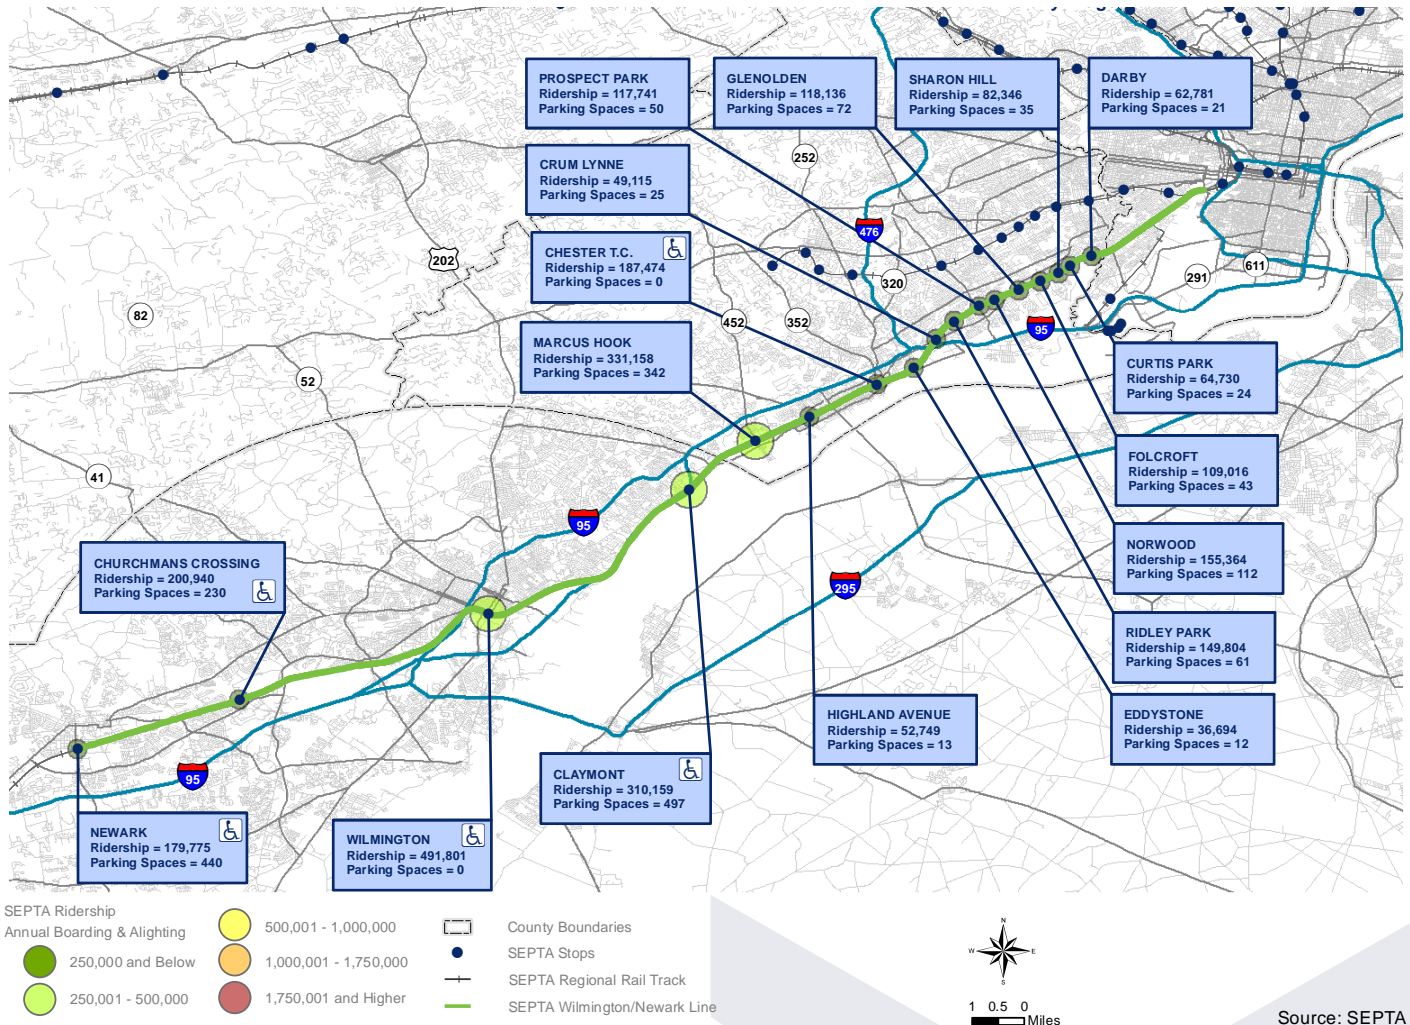 PROSPECT PARK
Ridership = 117,741
Parking Spaces = 50
GLENOLDEN
Ridership = 118,136
Parking Spaces = 72
SHARON HILL
Ridership = 82,346
Parking Spaces = 35
DARBY
Ridership = 62,781
Parking Spaces = 21
252
CRUM LYNNE
Ridership = 49,115
Parking Spaces = 25
476
CHESTER T.C.
Ridership = 187,474
Parking Spaces = 0
202
320
291
611
82
452
352
95
MARCUS HOOK
Ridership = 331,158
Parking Spaces = 342
CURTIS PARK
Ridership = 64,730
Parking Spaces = 24
52
41
FOLCROFT
Ridership = 109,016
Parking Spaces = 43
95
NORWOOD
Ridership = 155,364
Parking Spaces = 112
CHURCHMANS CROSSING
Ridership = 200,940
Parking Spaces = 230
295
RIDLEY PARK
Ridership = 149,804
Parking Spaces = 61
HIGHLAND AVENUE
Ridership = 52,749
Parking Spaces = 13
EDDYSTONE
Ridership = 36,694
Parking Spaces = 12
95
CLAYMONT
Ridership = 310,159
Parking Spaces = 497
NEWARK
Ridership = 179,775
Parking Spaces = 440
WILMINGTON
Ridership = 491,801
Parking Spaces = 0
SEPTA Ridership
Annual Boarding & Alighting
250,000 and Below
250,001 - 500,000
500,001 - 1,000,000
1,000,001 - 1,750,000
1,750,001 and Higher
County Boundaries
SEPTA Stops
SEPTA Regional Rail Track
SEPTA Wilmington/Newark Line
N
W E
S
1 0.5 0
Miles
Source: SEPTA